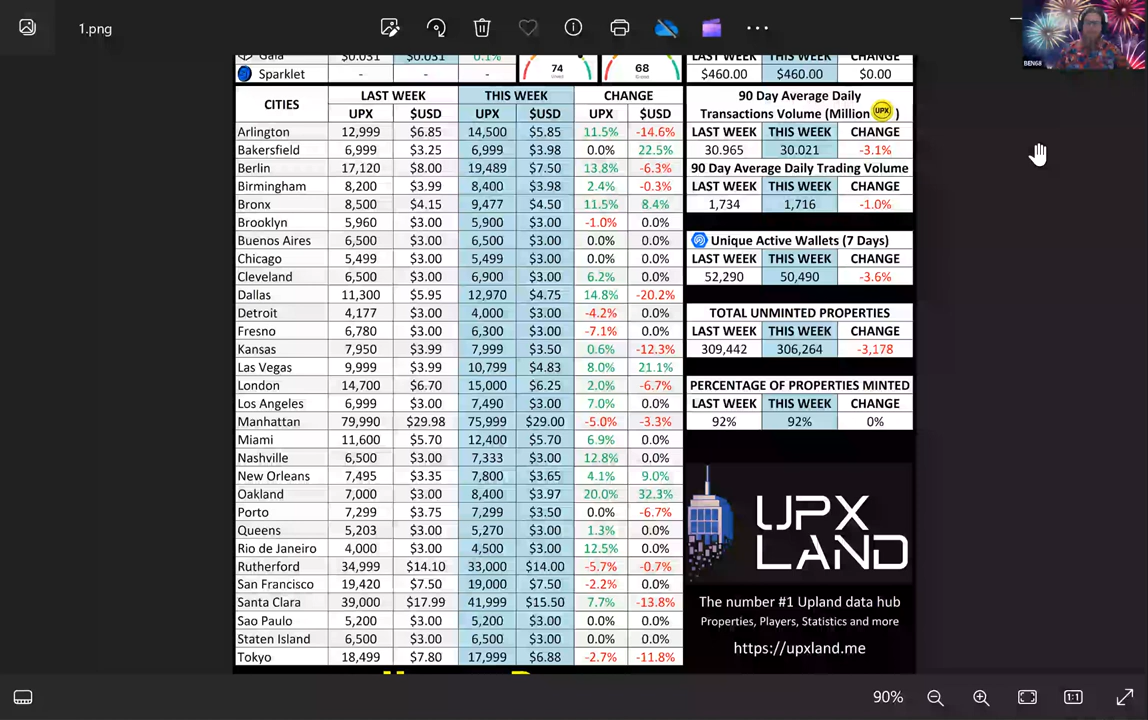 1.png
BEN68
Gala $0.031 $0.031 0.1%
LAST WEEK THIS WEEK CHANGE
Sparklet - - - 74 68 $460.00 $460.00 $0.00
CITIES LAST WEEK THIS WEEK CHANGE
UPX $USD UPX $USD UPX $USD
Arlington 12,999 $6.85 14,500 $5.85 11.5% -14.6%
Bakersfield 6,999 $3.25 6,999 $3.98 0.0% 22.5%
Berlin 17,120 $8.00 19,489 $7.50 13.8% -6.3%
Birmingham 8,200 $3.99 8,400 $3.98 2.4% -0.3%
Bronx 8,500 $4.15 9,477 $4.50 11.5% 8.4%
Brooklyn 5,960 $3.00 5,900 $3.00 -1.0% 0.0%
Buenos Aires 6,500 $3.00 6,500 $3.00 0.0% 0.0%
Chicago 5,499 $3.00 5,499 $3.00 0.0% 0.0%
Cleveland 6,500 $3.00 6,900 $3.00 6.2% 0.0%
Dallas 11,300 $5.95 12,970 $4.75 14.8% -20.2%
Detroit 4,177 $3.00 4,000 $3.00 -4.2% 0.0%
Fresno 6,780 $3.00 6,300 $3.00 -7.1% 0.0%
Kansas 7,950 $3.99 7,999 $3.50 0.6% -12.3%
Las Vegas 9,999 $3.99 10,799 $4.83 8.0% 21.1%
London 14,700 $6.70 15,000 $6.25 2.0% -6.7%
Los Angeles 6,999 $3.00 7,490 $3.00 7.0% 0.0%
Manhattan 79,990 $29.98 75,999 $29.00 -5.0% -3.3%
Miami 11,600 $5.70 12,400 $5.70 6.9% 0.0%
Nashville 6,500 $3.00 7,333 $3.00 12.8% 0.0%
New Orleans 7,495 $3.35 7,800 $3.65 4.1% 9.0%
Oakland 7,000 $3.00 8,400 $3.97 20.0% 32.3%
Porto 7,299 $3.75 7,299 $3.50 0.0% -6.7%
Queens 5,203 $3.00 5,270 $3.00 1.3% 0.0%
Rio de Janeiro 4,000 $3.00 4,500 $3.00 12.5% 0.0%
Rutherford 34,999 $14.10 33,000 $14.00 -5.7% -0.7%
San Francisco 19,420 $7.50 19,000 $7.50 -2.2% 0.0%
Santa Clara 39,000 $17.99 41,999 $15.50 7.7% -13.8%
Sao Paulo 5,200 $3.00 5,200 $3.00 0.0% 0.0%
Staten Island 6,500 $3.00 6,500 $3.00 0.0% 0.0%
Tokyo 18,499 $7.80 17,999 $6.88 -2.7% -11.8%
90 Day Average Daily
Transactions Volume (Million UPX )
LAST WEEK THIS WEEK CHANGE
30.965 30.021 -3.1%
90 Day Average Daily Trading Volume
LAST WEEK THIS WEEK CHANGE
1,734 1,716 -1.0%
Unique Active Wallets (7 Days)
LAST WEEK THIS WEEK CHANGE
52,290 50,490 -3.6%
TOTAL UNMINTED PROPERTIES
LAST WEEK THIS WEEK CHANGE
309,442 306,264 -3,178
PERCENTAGE OF PROPERTIES MINTED
LAST WEEK THIS WEEK CHANGE
92% 92% 0%
UPX
LAND
The number #1 Upland data hub
Properties, Players, Statistics and more
https://upxland.me
90%
1:1